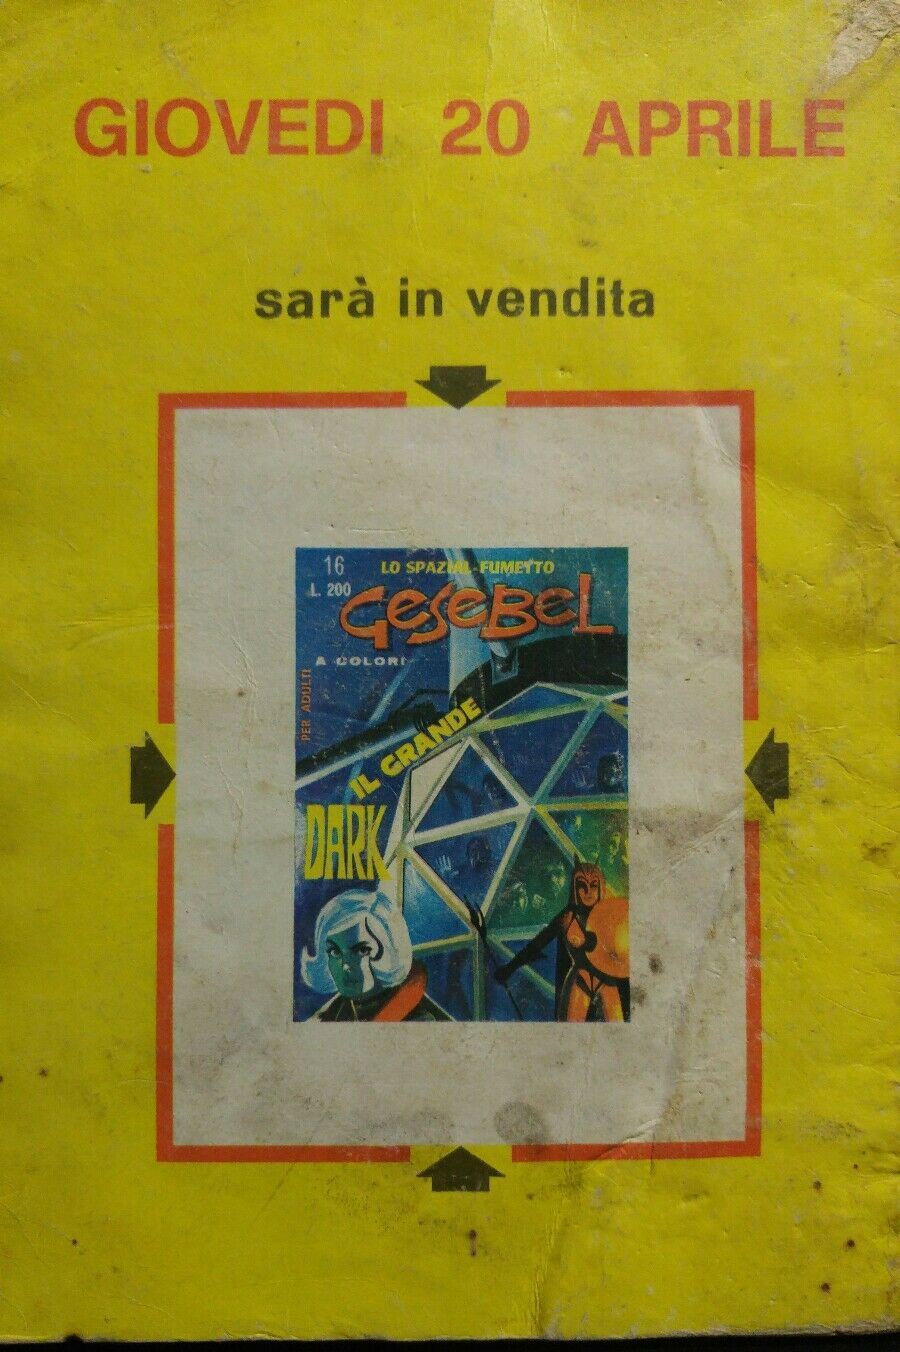 GIOVEDI 20 APRILE
sarà in vendita
16
LO SPAZIAL-FUMETTO
L. 200
GESEBEL
A COLORI
PER ADULTI
IL GRANDE
DARK